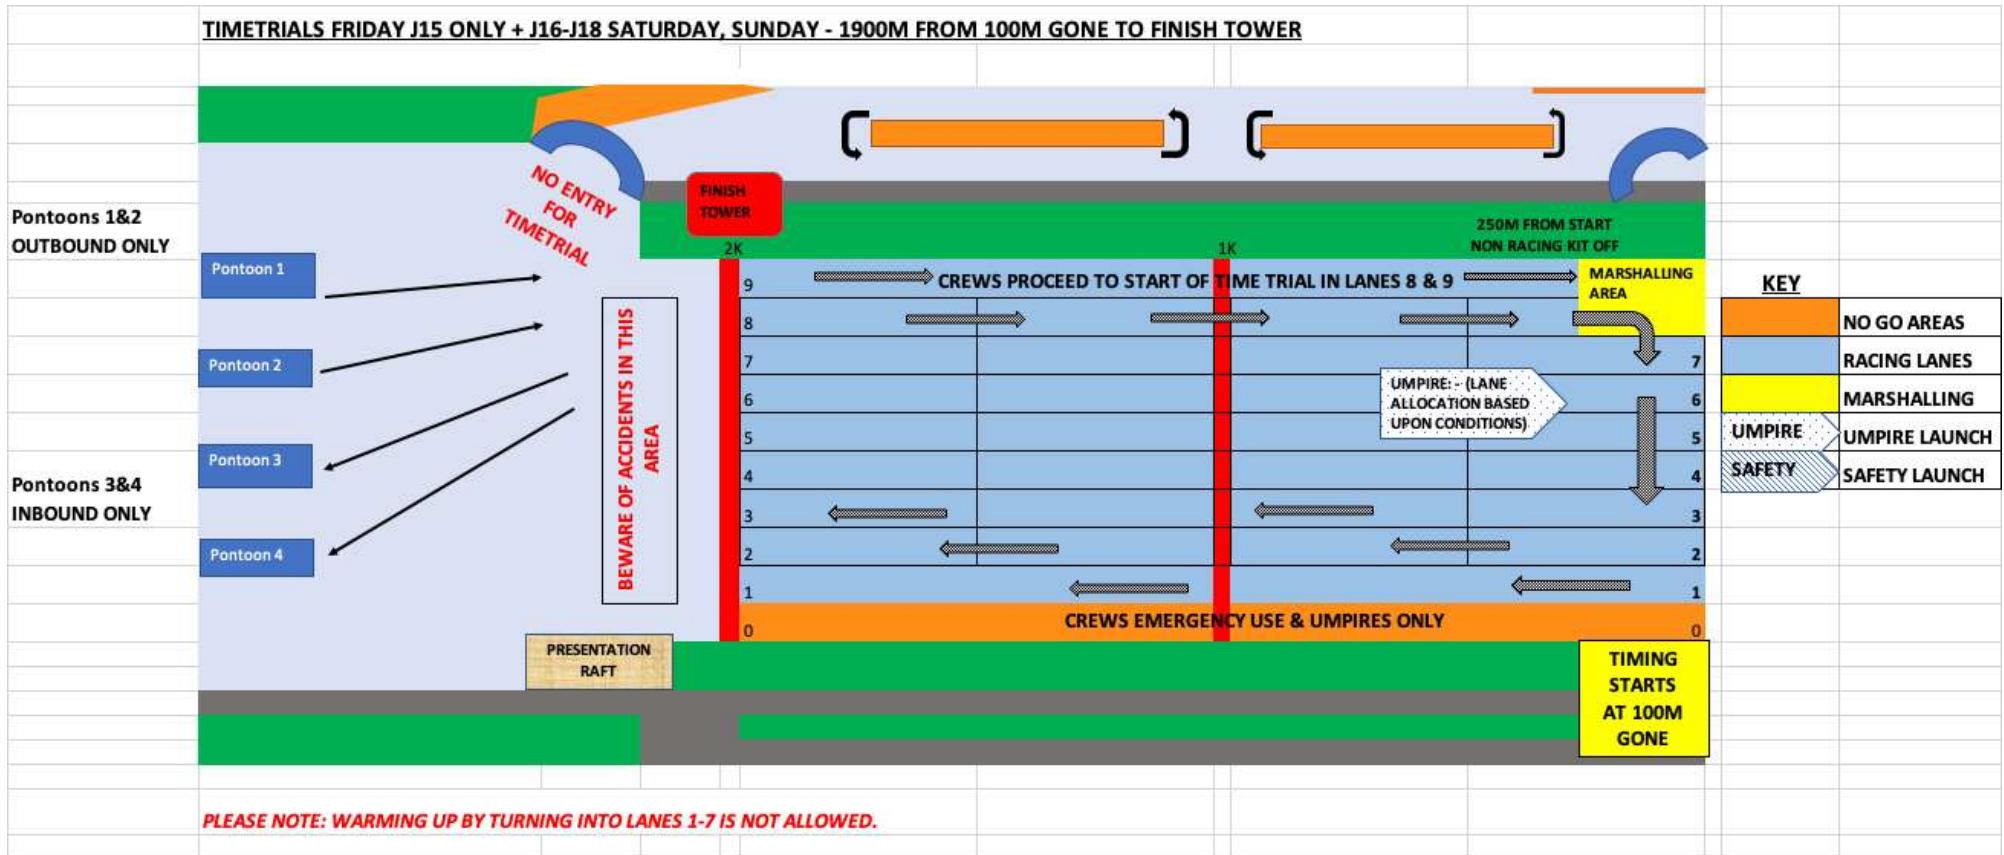 TIMETRIALS FRIDAY J15 ONLY + J16-J18 SATURDAY, SUNDAY - 1900M FROM 100M GONE TO FINISH TOWER
Pontoons 1&2
OUTBOUND ONLY
Pontoons 3&4
INBOUND ONLY
Pontoon 1
Pontoon 2
Pontoon 3
Pontoon 4
NO ENTRY
FOR
TIMETRIAL
FINISH
TOWER
BEWARE OF ACCIDENTS IN THIS
AREA
PRESENTATION
RAFT
2K
1K
250M FROM START
NON RACING KIT OFF
9
CREWS PROCEED TO START OF TIME TRIAL IN LANES 8 & 9
MARSHALLING
AREA
8
7
7
6
6
UMPIRE: - (LANE
ALLOCATION BASED
UPON CONDITIONS)
5
5
4
4
3
3
2
2
1
1
0
CREWS EMERGENCY USE & UMPIRES ONLY
0
TIMING
STARTS
AT 100M
GONE
KEY
NO GO AREAS
RACING LANES
MARSHALLING
UMPIRE
UMPIRE LAUNCH
SAFETY
SAFETY LAUNCH
PLEASE NOTE: WARMING UP BY TURNING INTO LANES 1-7 IS NOT ALLOWED.